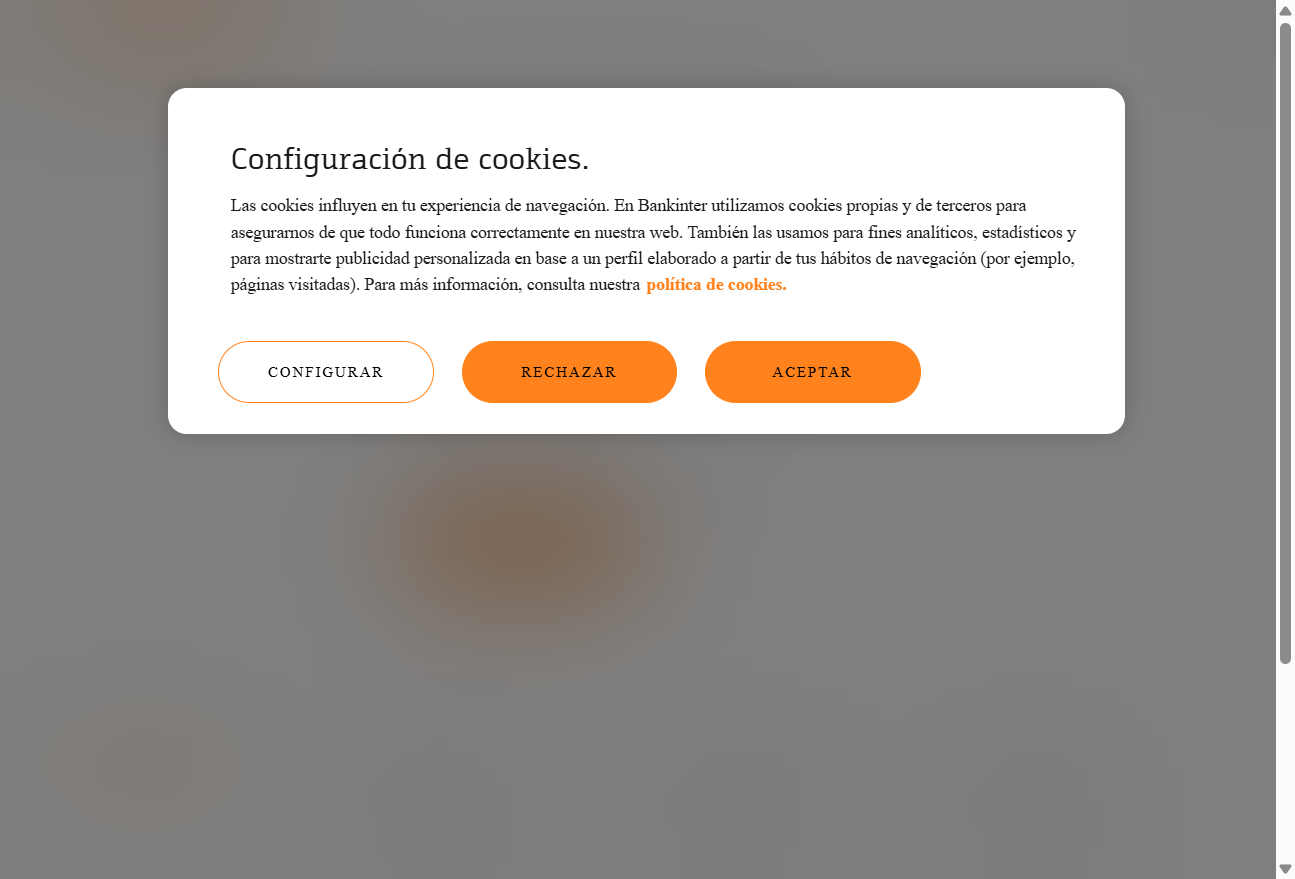 Configuración de cookies.
Las cookies influyen en tu experiencia de navegación. En Bankinter utilizamos cookies propias y de terceros para
asegurarnos de que todo funciona correctamente en nuestra web. También las usamos para fines analíticos, estadísticos y
para mostrarte publicidad personalizada en base a un perfil elaborado a partir de tus hábitos de navegación (por ejemplo,
páginas visitadas). Para más información, consulta nuestra política de cookies.
CONFIGURAR RECHAZAR ACEPTAR